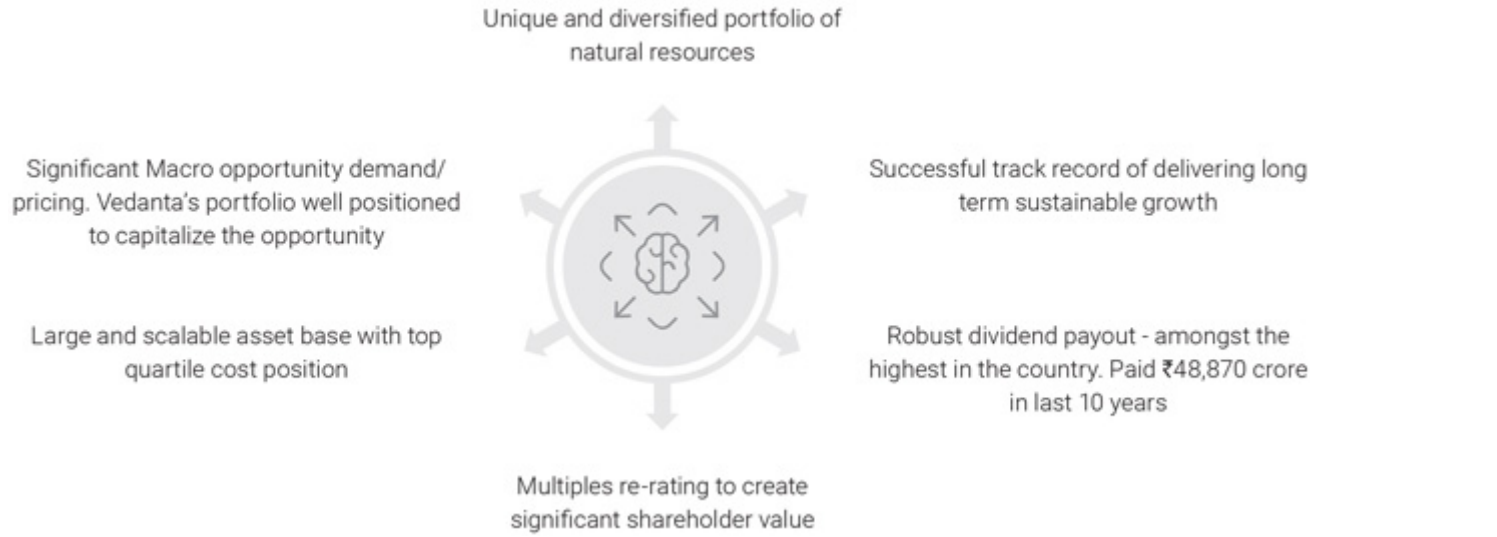 Unique and diversified portfolio of
natural resources
Significant Macro opportunity demand/
pricing. Vedanta's portfolio well positioned
to capitalize the opportunity
Successful track record of delivering long
term sustainable growth
Large and scalable asset base with top
quartile cost position
Robust dividend payout - amongst the
highest in the country. Paid ₹48,870 crore
in last 10 years
Multiples re-rating to create
significant shareholder value